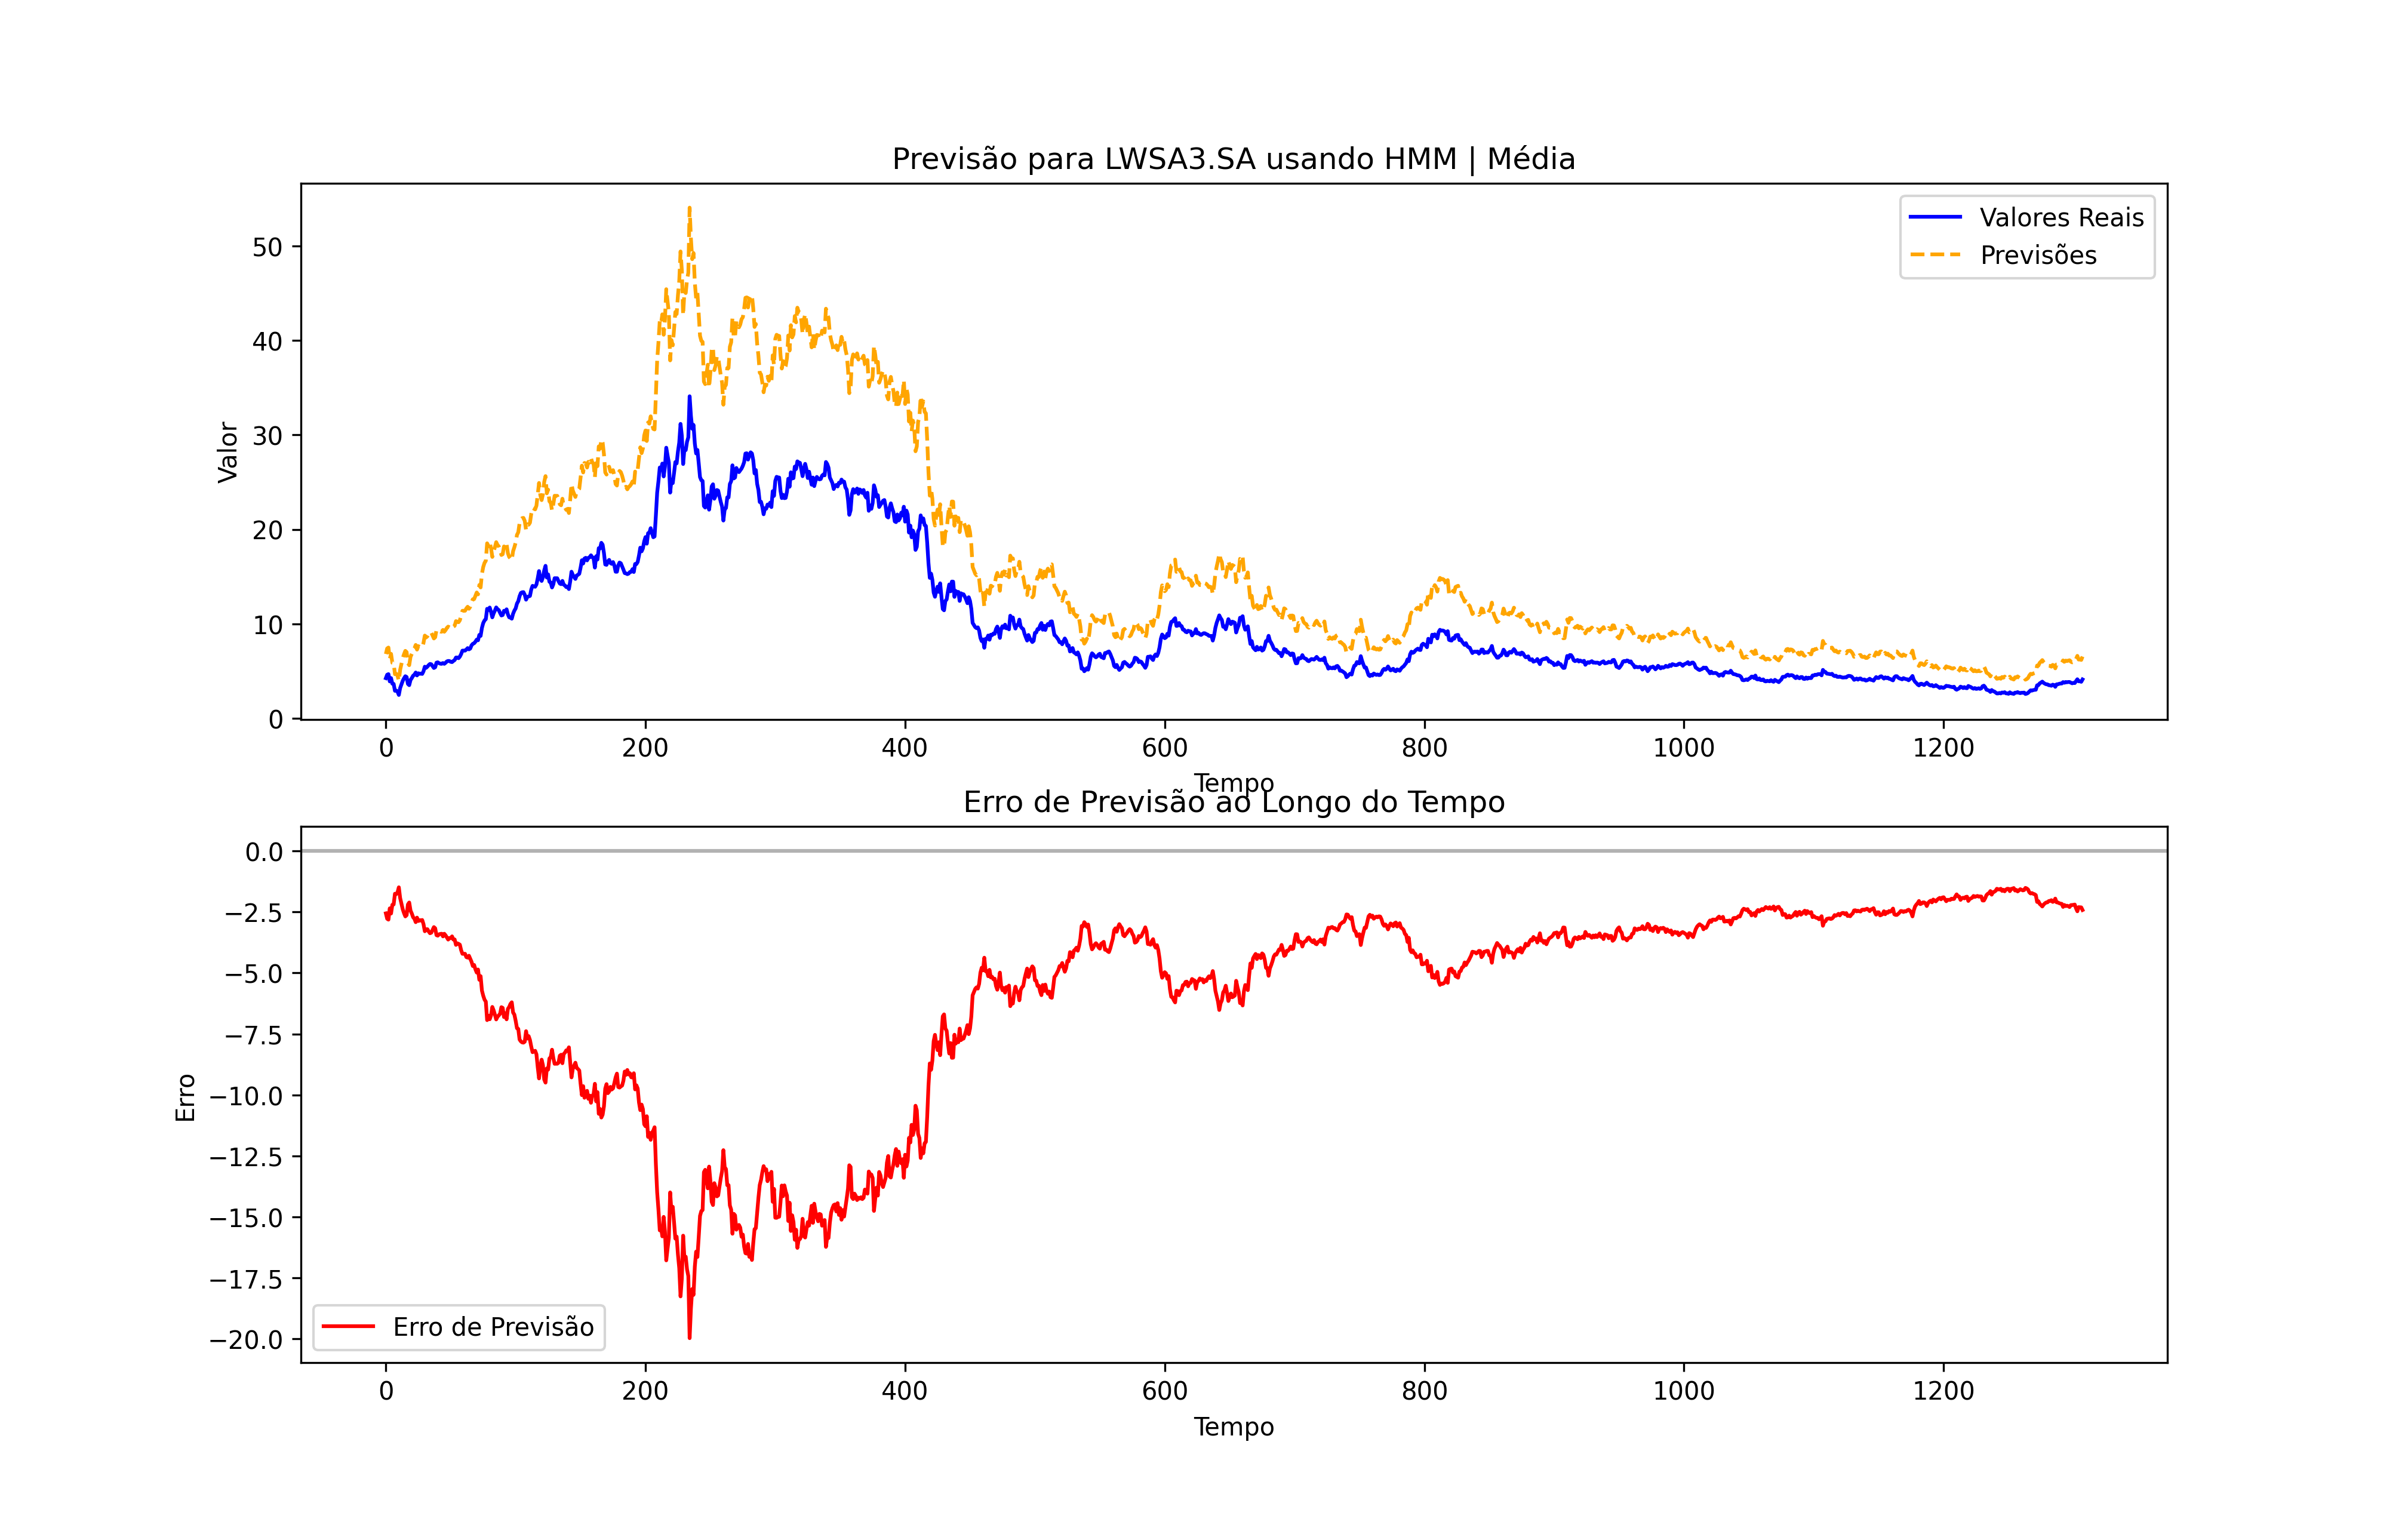 Previsão para LWSA3.SA usando HMM | Média
Valor
50
40
30
20
10
0
Valores Reais
Previsões
0 200 400 600 800 1000 1200
Tempo
Erro de Previsão ao Longo do Tempo
Erro
0.0
−2.5
−5.0
−7.5
−10.0
−12.5
−15.0
−17.5
−20.0
Erro de Previsão
0 200 400 600 800 1000 1200
Tempo